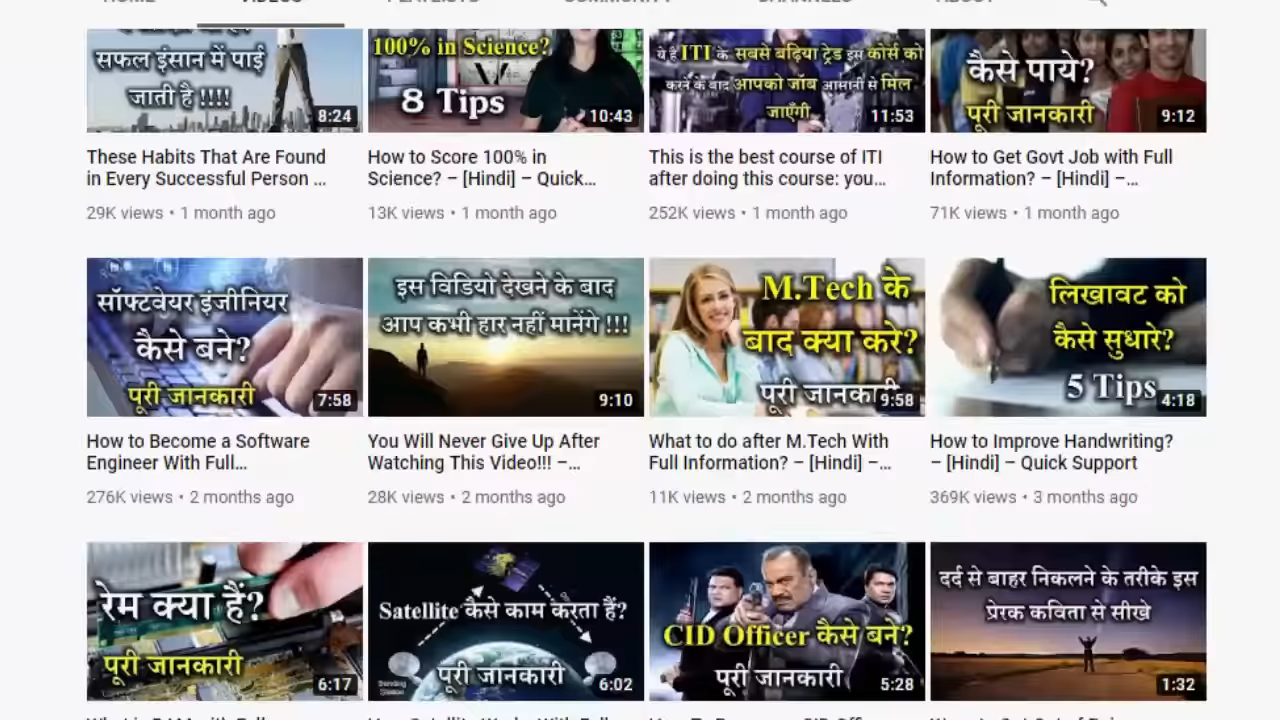 HOME VIDEOS PLAYLISTS COMMUNITY CHANNELS ABOUT
सफल इंसान में पाई
जाती है !!!!
8:24
100% in Science?
8 Tips
10:43
ये है ITI के सबसे बढ़िया ट्रेड इस कोर्स को
करने के बाद आपको जॉब आसानी से मिल
जाएँगी
11:53
कैसे पाये?
पूरी जानकारी
9:12
These Habits That Are Found
in Every Successful Person ...
29K views • 1 month ago
How to Score 100% in
Science? – [Hindi] – Quick...
13K views • 1 month ago
This is the best course of ITI
after doing this course: you...
252K views • 1 month ago
How to Get Govt Job with Full
Information? – [Hindi] –...
71K views • 1 month ago
सॉफ्टवेयर इंजीनियर
कैसे बने?
पूरी जानकारी
7:58
इस विडियो देखने के बाद
आप कभी हार नहीं मानेंगे !!!
9:10
M.Tech के
बाद क्या करे?
पूरी जानकारी
9:58
लिखावट को
कैसे सुधारे?
5 Tips
4:18
How to Become a Software
Engineer With Full...
276K views • 2 months ago
You Will Never Give Up After
Watching This Video!!! –...
28K views • 2 months ago
What to do after M.Tech With
Full Information? – [Hindi] –...
11K views • 2 months ago
How to Improve Handwriting?
– [Hindi] – Quick Support
369K views • 3 months ago
रेम क्या हैं?
पूरी जानकारी
6:17
Satellite कैसे काम करता हैं?
पूरी जानकारी
6:02
CID Officer कैसे बने?
पूरी जानकारी
5:28
दर्द से बाहर निकलने के तरीके इस
प्रेरक कविता से सीखे
1:32